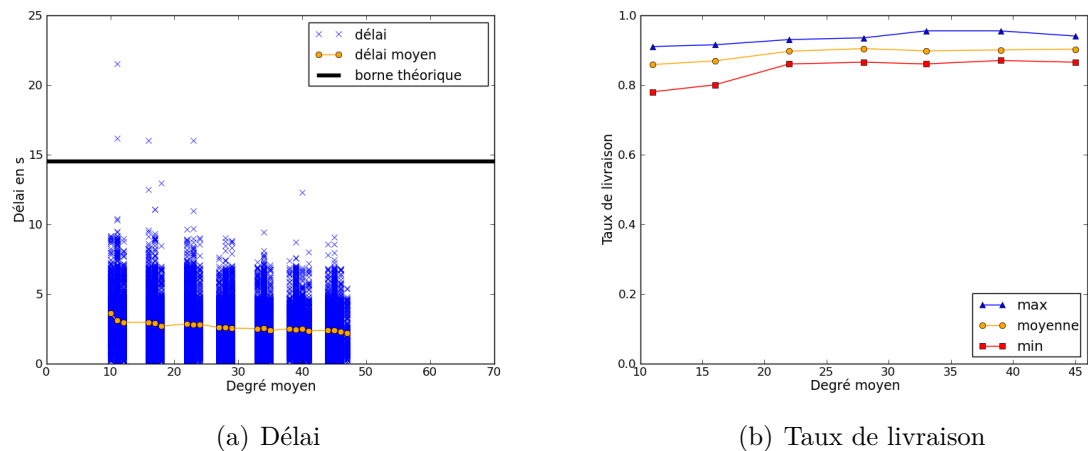 25
20
15
10
5
0
Délai en s
délai
délai moyen
borne théorique
0 10 20 30 40 50 60 70
Degré moyen
(a) Délai
1.0
0.8
0.6
0.4
0.2
0.0
Taux de livraison
max
moyenne
min
10 15 20 25 30 35 40 45
Degré moyen
(b) Taux de livraison